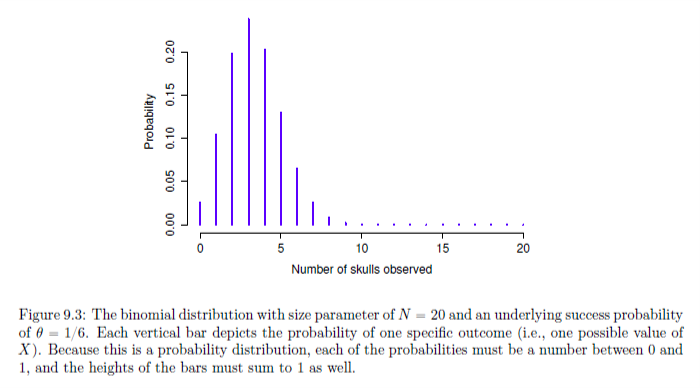 Probability
0.00 0.05 0.10 0.15 0.20
0 5 10 15 20
Number of skulls observed
Figure 9.3: The binomial distribution with size parameter of N = 20 and an underlying success probability
of θ = 1/6. Each vertical bar depicts the probability of one specific outcome (i.e., one possible value of
X). Because this is a probability distribution, each of the probabilities must be a number between 0 and
1, and the heights of the bars must sum to 1 as well.